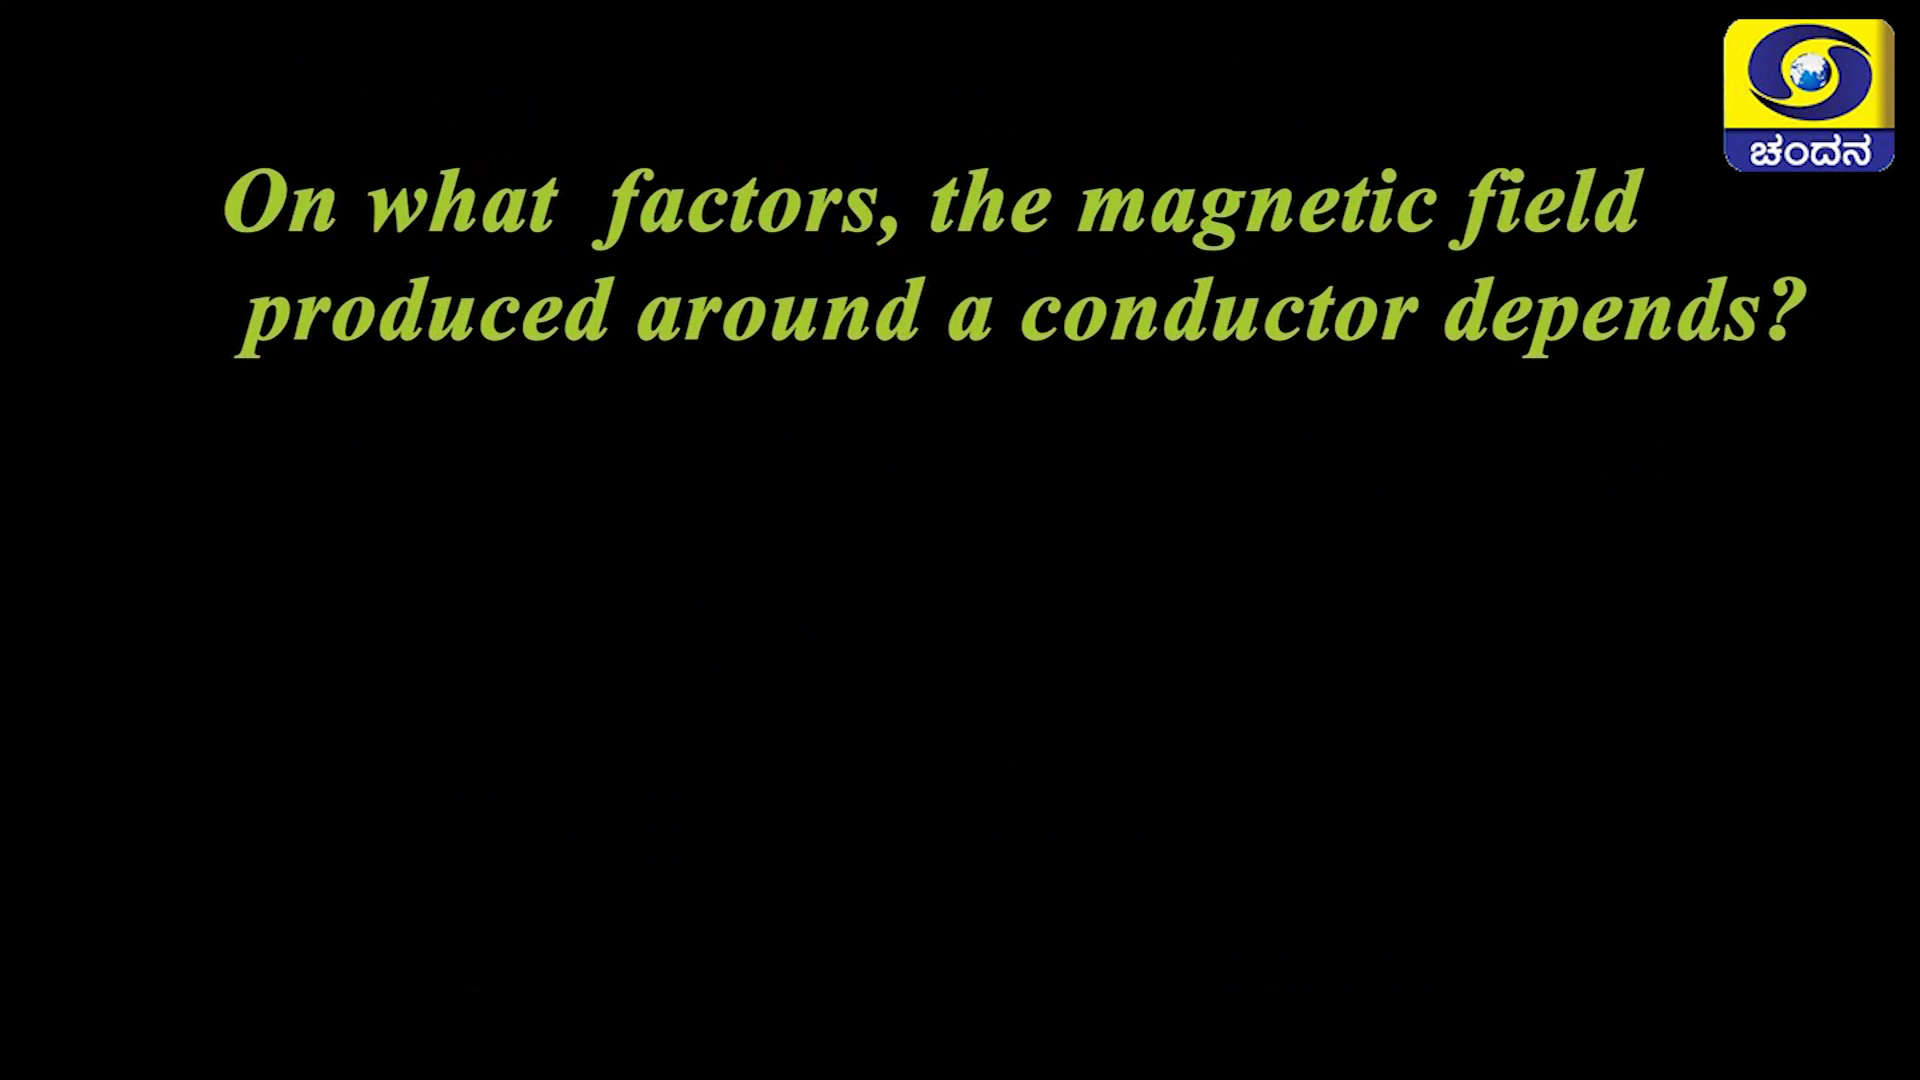 ಚಂದನ
On what factors, the magnetic field
produced around a conductor depends?